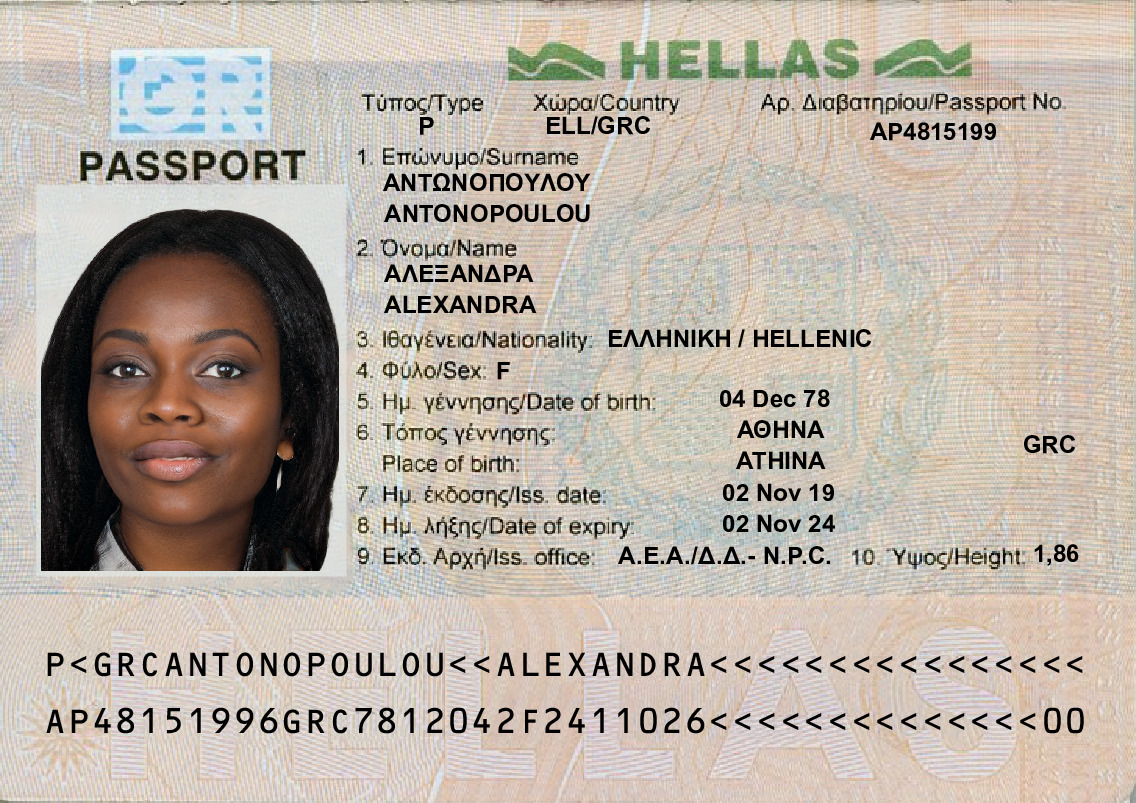 GR
HELLAS
PASSPORT
Τύπος/Type Χώρα/Country Αρ. Διαβατηρίου/Passport No.
P ELL/GRC AP4815199
1. Επώνυμο/Surname
ΑΝΤΩΝΟΠΟΥΛΟΥ
ANTONOPOULOU
2. Όνομα/Name
ΑΛΕΞΑΝΔΡΑ
ALEXANDRA
3. Ιθαγένεια/Nationality: ΕΛΛΗΝΙΚΗ / HELLENIC
4. Φύλο/Sex: F
5. Ημ. γέννησης/Date of birth: 04 Dec 78
6. Τόπος γέννησης: ΑΘΗΝΑ
Place of birth: ATHINA GRC
7. Ημ. έκδοσης/Iss. date: 02 Nov 19
8. Ημ. λήξης/Date of expiry: 02 Nov 24
9. Εκδ. Αρχή/Iss. office: Α.Ε.Α./Δ.Δ.- N.P.C. 10. Ύψος/Height: 1,86
HELLAS
P<GRCANTONOPOULOU<<ALEXANDRA<<<<<<<<<<<<<<<<
AP48151996GRC7812042F2411026<<<<<<<<<<<<<<00